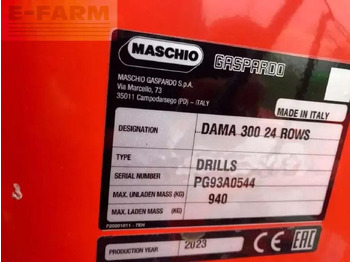 E-FARM
MASCHIO GASPARDO
MASCHIO GASPARDO S.p.A.
Via Marcello, 73
35011 Campodarsego (PD) - ITALY
MADE IN ITALY
DESIGNATION DAMA 300 24 ROWS
TYPE DRILLS
SERIAL NUMBER PG93A0544
MAX. UNLADEN MASS (KG) 940
MAX. LADEN MASS (KG)
PRODUCTION YEAR 2023 CE EAC